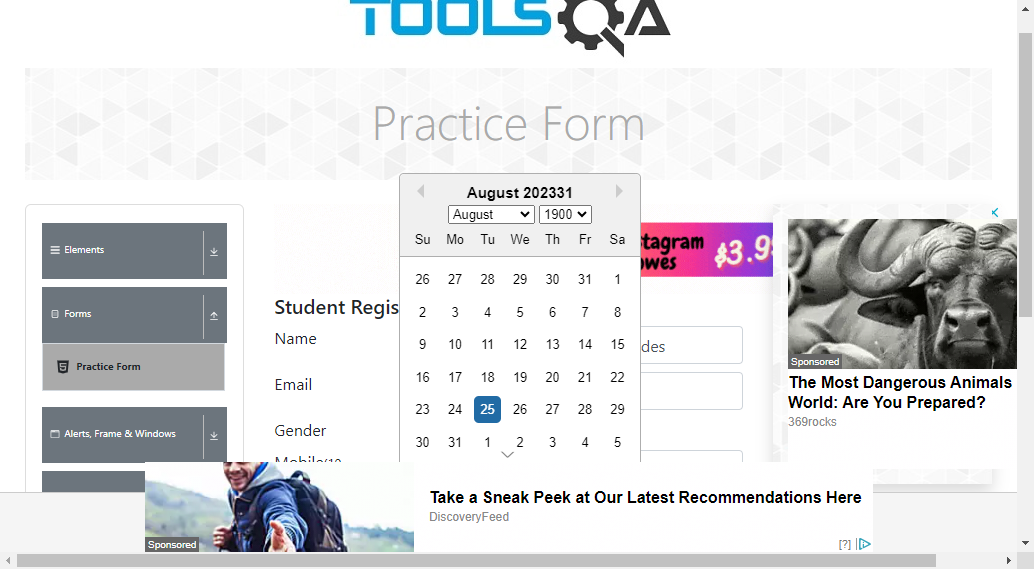 TOOLSQA
Practice Form
August 202331
August 1900
Su Mo Tu We Th Fr Sa
26 27 28 29 30 31 1
2 3 4 5 6 7 8
9 10 11 12 13 14 15
16 17 18 19 20 21 22
23 24 25 26 27 28 29
30 31 1 2 3 4 5
Elements
Forms
Practice Form
Alerts, Frame & Windows
Student Regis
Name
des
Email
Gender
Mobile(10
stagram
owes
$3.99
Sponsored
The Most Dangerous Animals
World: Are You Prepared?
369rocks
Sponsored
Take a Sneak Peek at Our Latest Recommendations Here
DiscoveryFeed
[?]